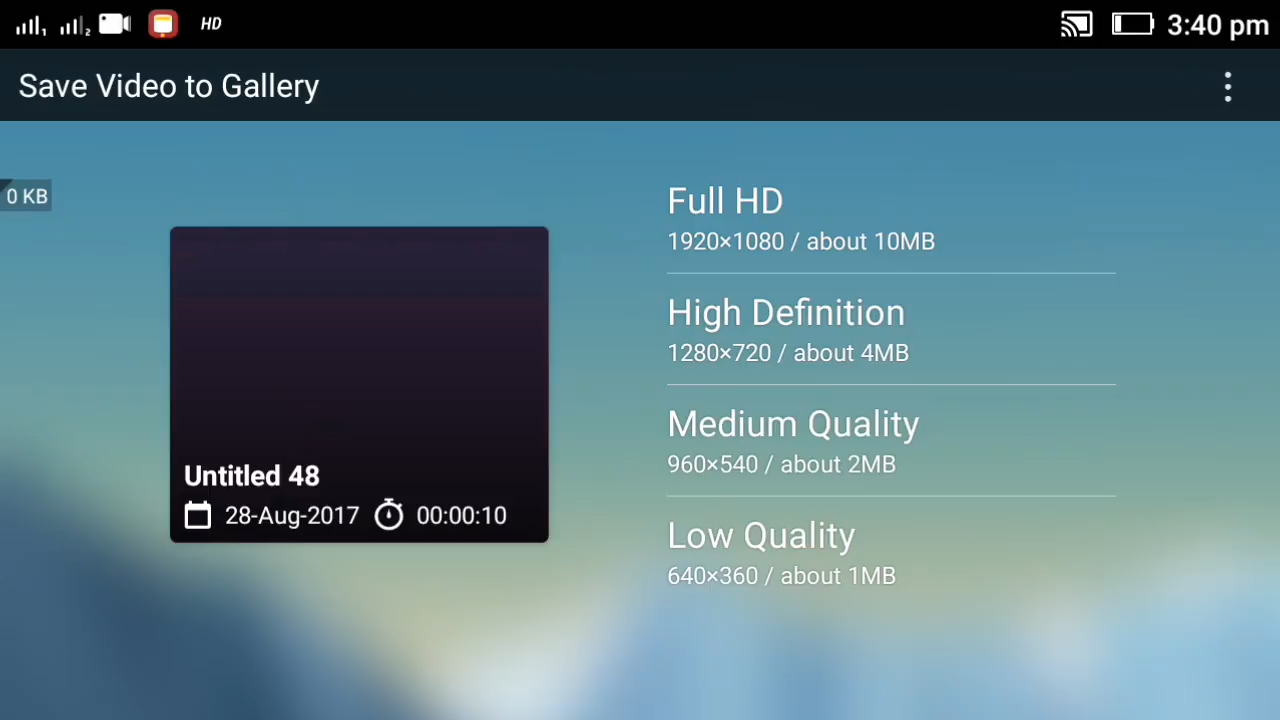 1 2 HD 3:40 pm
Save Video to Gallery
0 KB
Untitled 48
28-Aug-2017 00:00:10
Full HD
1920×1080 / about 10MB
High Definition
1280×720 / about 4MB
Medium Quality
960×540 / about 2MB
Low Quality
640×360 / about 1MB